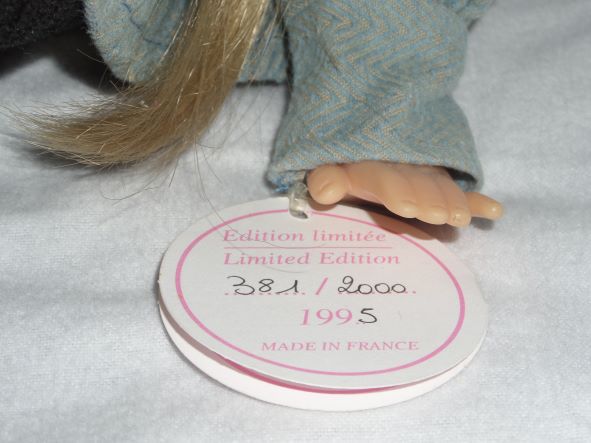 Edition limitée
Limited Edition
381 / 2000
1995
MADE IN FRANCE